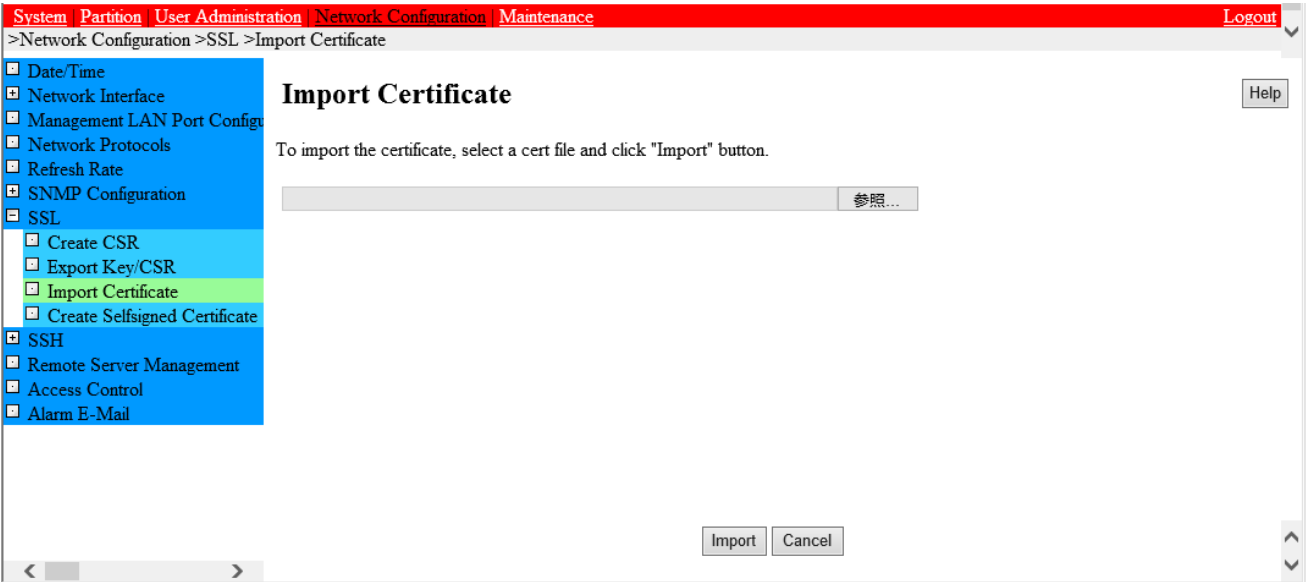 System | Partition | User Administration | Network Configuration | Maintenance Logout
>Network Configuration >SSL >Import Certificate
Date/Time
Network Interface
Management LAN Port Configu
Network Protocols
Refresh Rate
SNMP Configuration
SSL
Create CSR
Export Key/CSR
Import Certificate
Create Selfsigned Certificate
SSH
Remote Server Management
Access Control
Alarm E-Mail
Import Certificate
Help
To import the certificate, select a cert file and click "Import" button.
参照...
Import Cancel